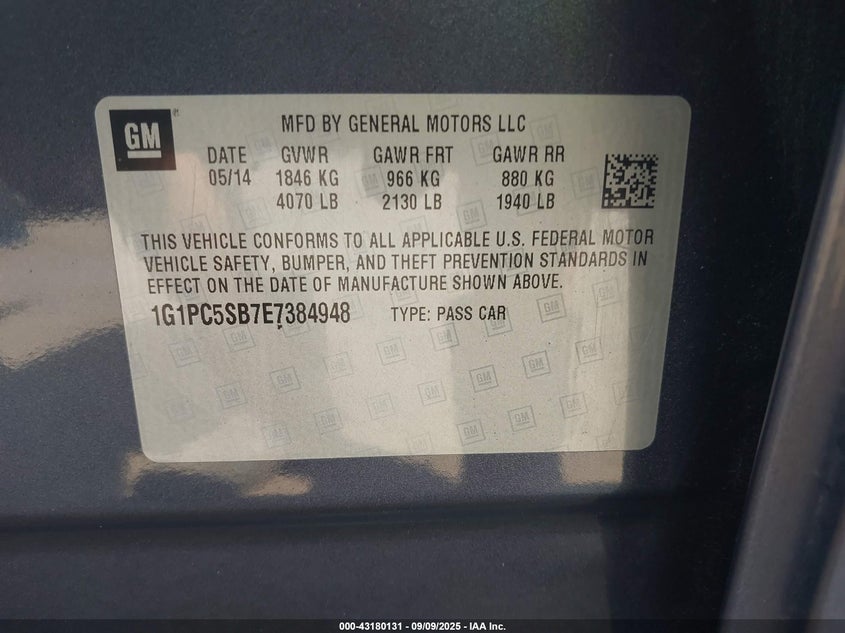 GM
MFD BY GENERAL MOTORS LLC
DATE GVWR GAWR FRT GAWR RR
05/14 1846 KG 966 KG 880 KG
4070 LB 2130 LB 1940 LB
THIS VEHICLE CONFORMS TO ALL APPLICABLE U.S. FEDERAL MOTOR
VEHICLE SAFETY, BUMPER, AND THEFT PREVENTION STANDARDS IN
EFFECT ON THE DATE OF MANUFACTURE SHOWN ABOVE.
1G1PC5SB7E7384948 TYPE: PASS CAR
000-43180131 - 09/09/2025 - IAA Inc.